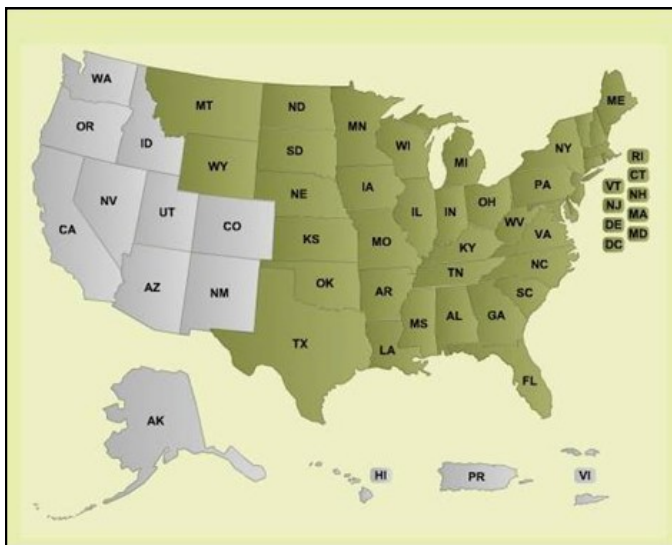 WA
MT
ND
ME
OR
ID
MN
SD
WI
MI
NY
WY
NE
IA
PA
RI
CT
VT
NH
NJ
MA
DE
MD
DC
NV
UT
CO
CA
IL
IN
OH
WV
VA
KS
MO
KY
NC
TN
AZ
NM
OK
AR
SC
MS
AL
GA
TX
LA
FL
AK
HI
PR
VI